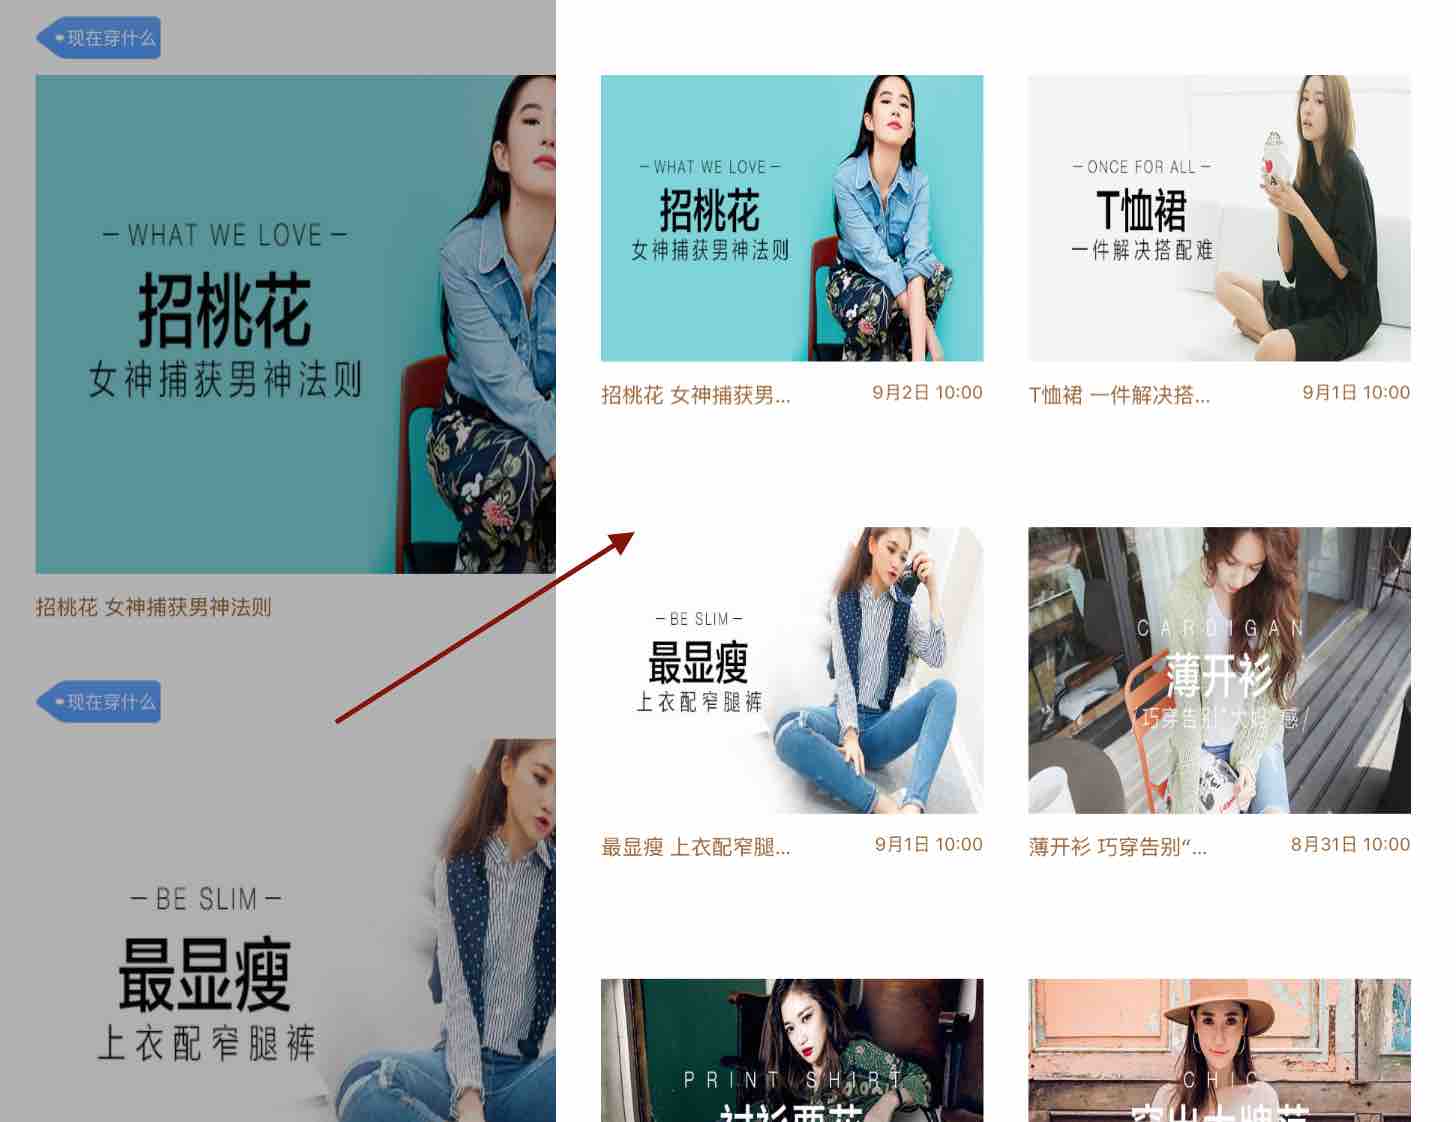 现在穿什么
WHAT WE LOVE
招桃花
女神捕获男神法则
招桃花 女神捕获男神法则
现在穿什么
BE SLIM
最显瘦
上衣配窄腿裤
WHAT WE LOVE
招桃花
女神捕获男神法则
招桃花 女神捕获男... 9月2日 10:00
ONCE FOR ALL
T恤裙
一件解决搭配难
T恤裙 一件解决搭... 9月1日 10:00
BE SLIM
最显瘦
上衣配窄腿裤
最显瘦 上衣配窄腿... 9月1日 10:00
CARDIGAN
薄开衫
巧穿告别“大妈”感/
薄开衫 巧穿告别“... 8月31日 10:00
PRINT SHIRT
衬衫要花
CHIC